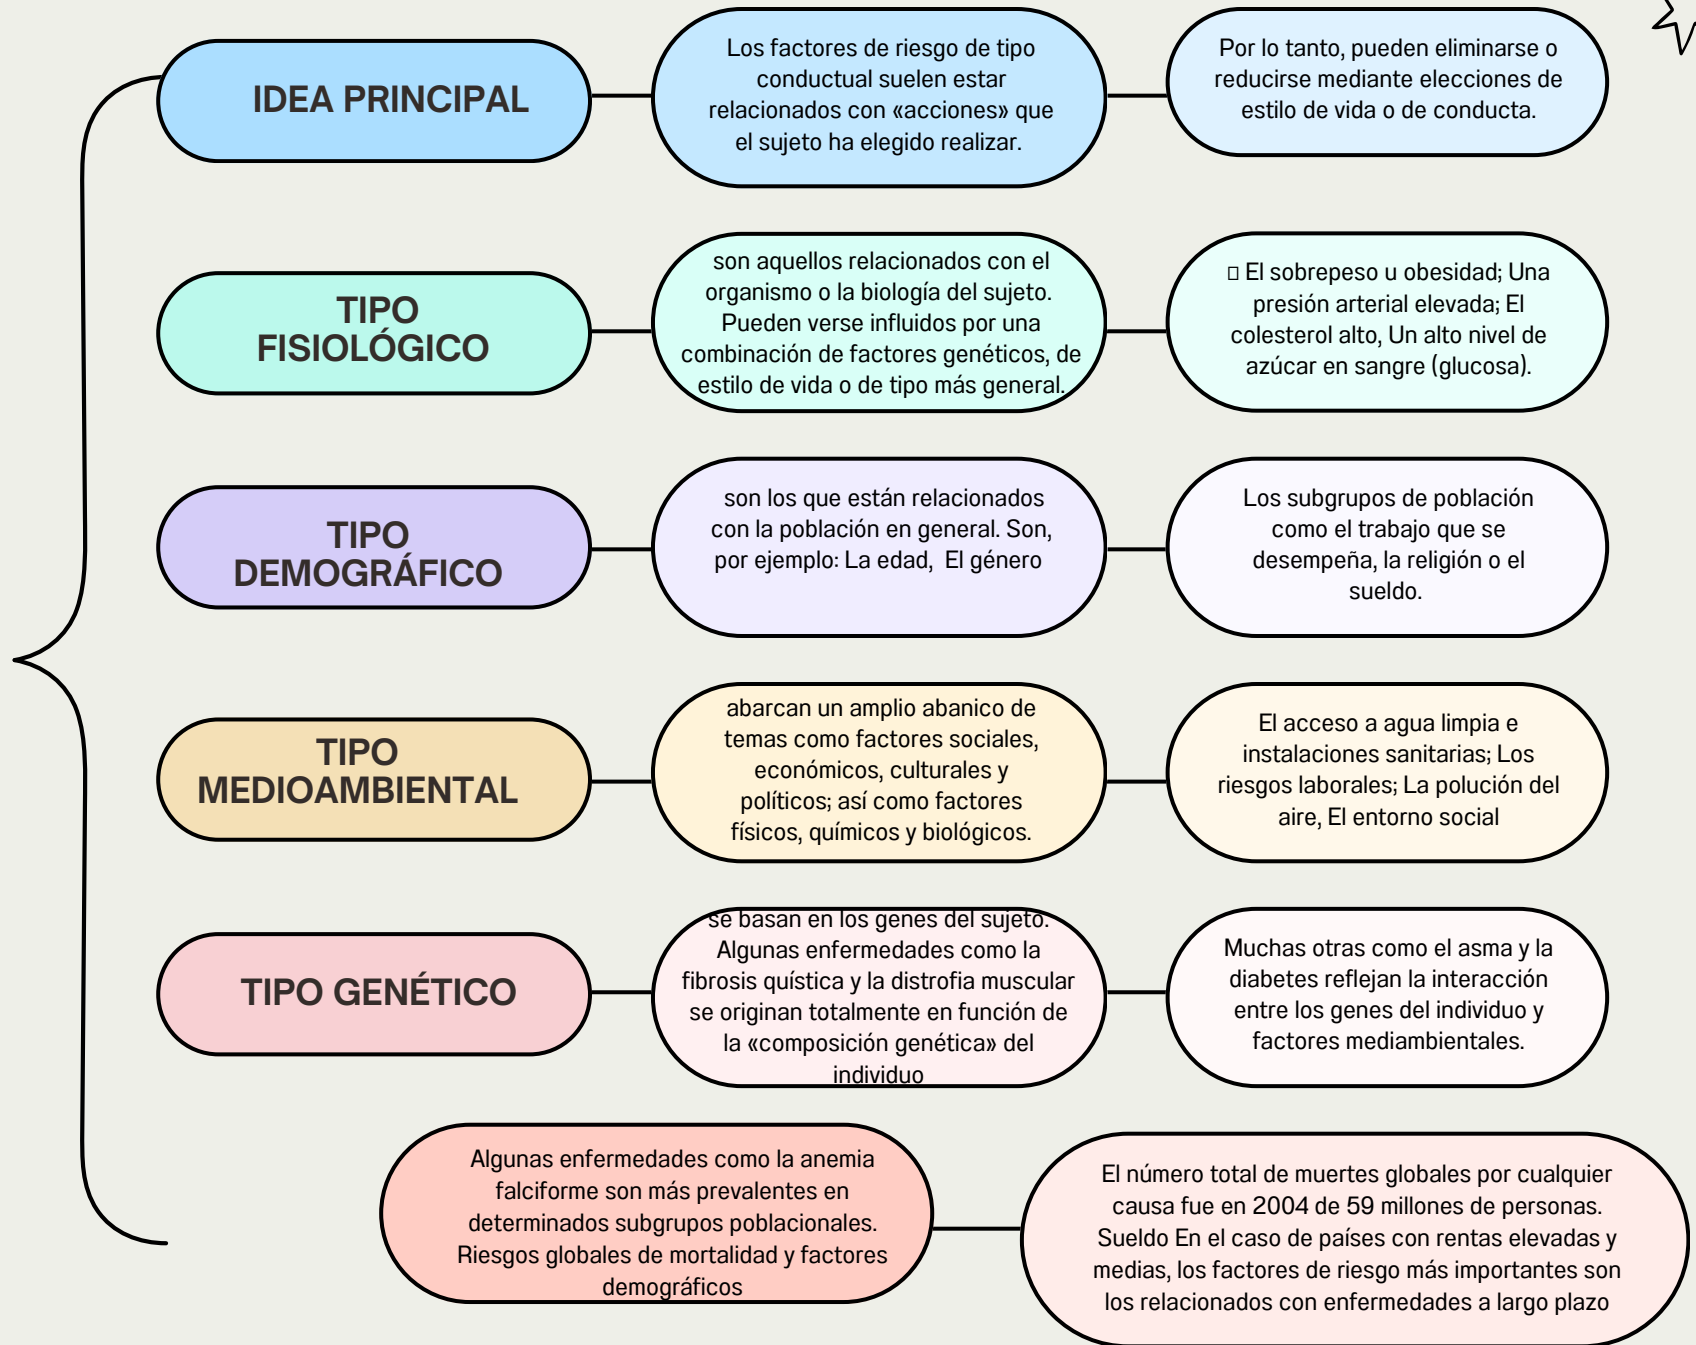 IDEA PRINCIPAL
Los factores de riesgo de tipo
conductual suelen estar
relacionados con «acciones» que
el sujeto ha elegido realizar.
Por lo tanto, pueden eliminarse o
reducirse mediante elecciones de
estilo de vida o de conducta.
TIPO
FISIOLÓGICO
son aquellos relacionados con el
organismo o la biología del sujeto.
Pueden verse influidos por una
combinación de factores genéticos, de
estilo de vida o de tipo más general.
▯ El sobrepeso u obesidad; Una
presión arterial elevada; El
colesterol alto, Un alto nivel de
azúcar en sangre (glucosa).
TIPO
DEMOGRÁFICO
son los que están relacionados
con la población en general. Son,
por ejemplo: La edad, El género
Los subgrupos de población
como el trabajo que se
desempeña, la religión o el
sueldo.
TIPO
MEDIOAMBIENTAL
abarcan un amplio abanico de
temas como factores sociales,
económicos, culturales y
políticos; así como factores
físicos, químicos y biológicos.
El acceso a agua limpia e
instalaciones sanitarias; Los
riesgos laborales; La polución del
aire, El entorno social
TIPO GENÉTICO
se basan en los genes del sujeto.
Algunas enfermedades como la
fibrosis quística y la distrofia muscular
se originan totalmente en función de
la «composición genética» del
individuo
Muchas otras como el asma y la
diabetes reflejan la interacción
entre los genes del individuo y
factores mediambientales.
Algunas enfermedades como la anemia
falciforme son más prevalentes en
determinados subgrupos poblacionales.
Riesgos globales de mortalidad y factores
demográficos
El número total de muertes globales por cualquier
causa fue en 2004 de 59 millones de personas.
Sueldo En el caso de países con rentas elevadas y
medias, los factores de riesgo más importantes son
los relacionados con enfermedades a largo plazo